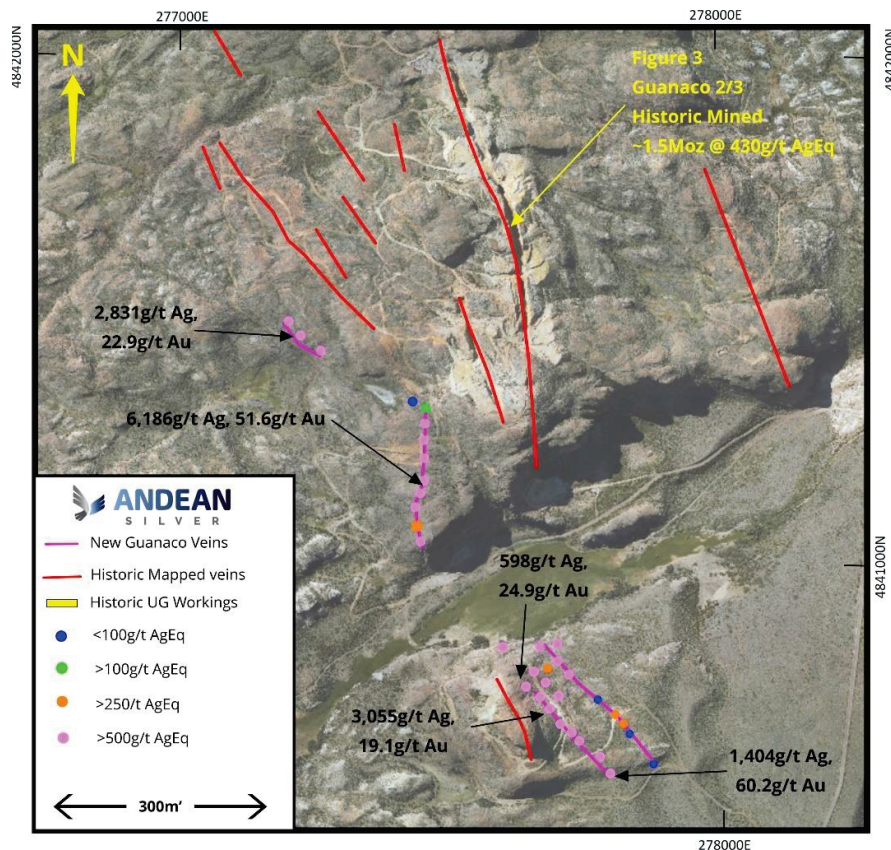 277000E
278000E
4842000N
4842000N
N
Figure 3
Guanaco 2/3
Historic Mined
~1.5Moz @ 430g/t AgEq
2,831g/t Ag,
22.9g/t Au
6,186g/t Ag, 51.6g/t Au
ANDEAN
SILVER
New Guanaco Veins
Historic Mapped veins
Historic UG Workings
<100g/t AgEq
>100g/t AgEq
>250/t AgEq
>500g/t AgEq
300m'
598g/t Ag,
24.9g/t Au
4841000N
3,055g/t Ag,
19.1g/t Au
1,404g/t Ag,
60.2g/t Au
278000E